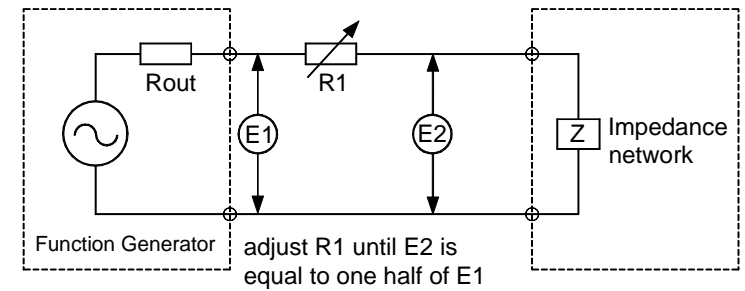 Rout
R1
E1
E2
Z
Impedance
network
Function Generator
adjust R1 until E2 is
equal to one half of E1